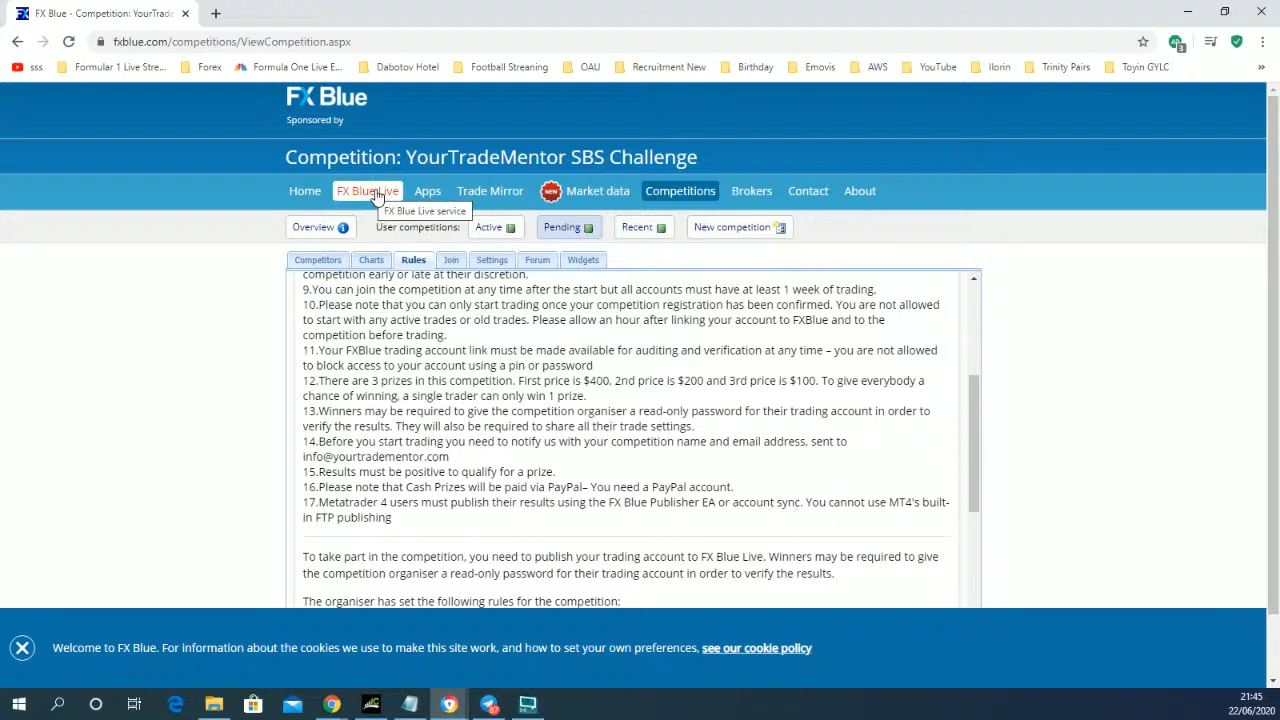 FX Blue - Competition: YourTrade
fxblue.com/competitions/ViewCompetition.aspx
3
sss
Formular 1 Live Stre...
Forex
Formula One Live E...
Dabotov Hotel
Football Streaming
OAU
Recruitment New
Birthday
Emovis
AWS
YouTube
Ilorin
Trinity Pairs
Toyin GYLC
»
FX Blue
Sponsored by
Competition: YourTradeMentor SBS Challenge
Home
FX Blue Live
Apps
Trade Mirror
NEW
Market data
Competitions
Brokers
Contact
About
FX Blue Live service
Overview
User competitions:
Active
Pending
Recent
New competition
Competitors
Charts
Rules
Join
Settings
Forum
Widgets
competition early or late at their discretion.
9.You can join the competition at any time after the start but all accounts must have at least 1 week of trading.
10.Please note that you can only start trading once your competition registration has been confirmed. You are not allowed
to start with any active trades or old trades. Please allow an hour after linking your account to FXBlue and to the
competition before trading.
11.Your FXBlue trading account link must be made available for auditing and verification at any time – you are not allowed
to block access to your account using a pin or password
12.There are 3 prizes in this competition. First price is $400, 2nd price is $200 and 3rd price is $100. To give everybody a
chance of winning, a single trader can only win 1 prize.
13.Winners may be required to give the competition organiser a read-only password for their trading account in order to
verify the results. They will also be required to share all their trade settings.
14.Before you start trading you need to notify us with your competition name and email address, sent to
info@yourtradementor.com
15.Results must be positive to qualify for a prize.
16.Please note that Cash Prizes will be paid via PayPal– You need a PayPal account.
17.Metatrader 4 users must publish their results using the FX Blue Publisher EA or account sync. You cannot use MT4's built-
in FTP publishing
To take part in the competition, you need to publish your trading account to FX Blue Live. Winners may be required to give
the competition organiser a read-only password for their trading account in order to verify the results.
The organiser has set the following rules for the competition:
Welcome to FX Blue. For information about the cookies we use to make this site work, and how to set your own preferences, see our cookie policy
21:45
22/06/2020